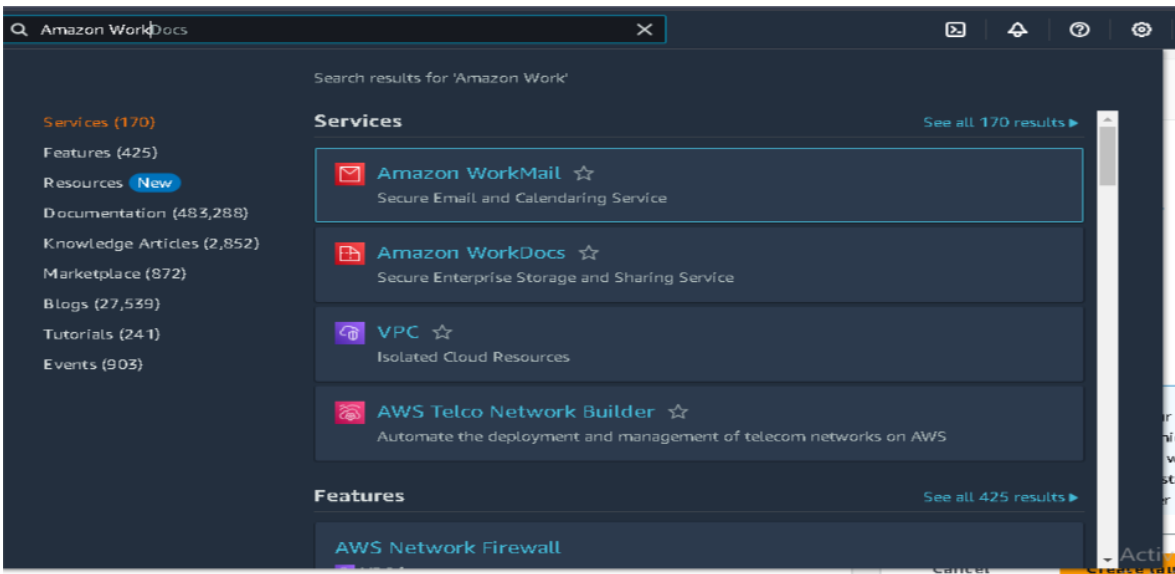 Amazon WorkDocs
Search results for 'Amazon Work'
Services (170)
Features (425)
Resources New
Documentation (483,288)
Knowledge Articles (2,852)
Marketplace (872)
Blogs (27,539)
Tutorials (241)
Events (903)
Services
See all 170 results ▶
Amazon WorkMail
Secure Email and Calendaring Service
Amazon WorkDocs
Secure Enterprise Storage and Sharing Service
VPC
Isolated Cloud Resources
AWS Telco Network Builder
Automate the deployment and management of telecom networks on AWS
Features
See all 425 results ▶
AWS Network Firewall
Acti
Cancel